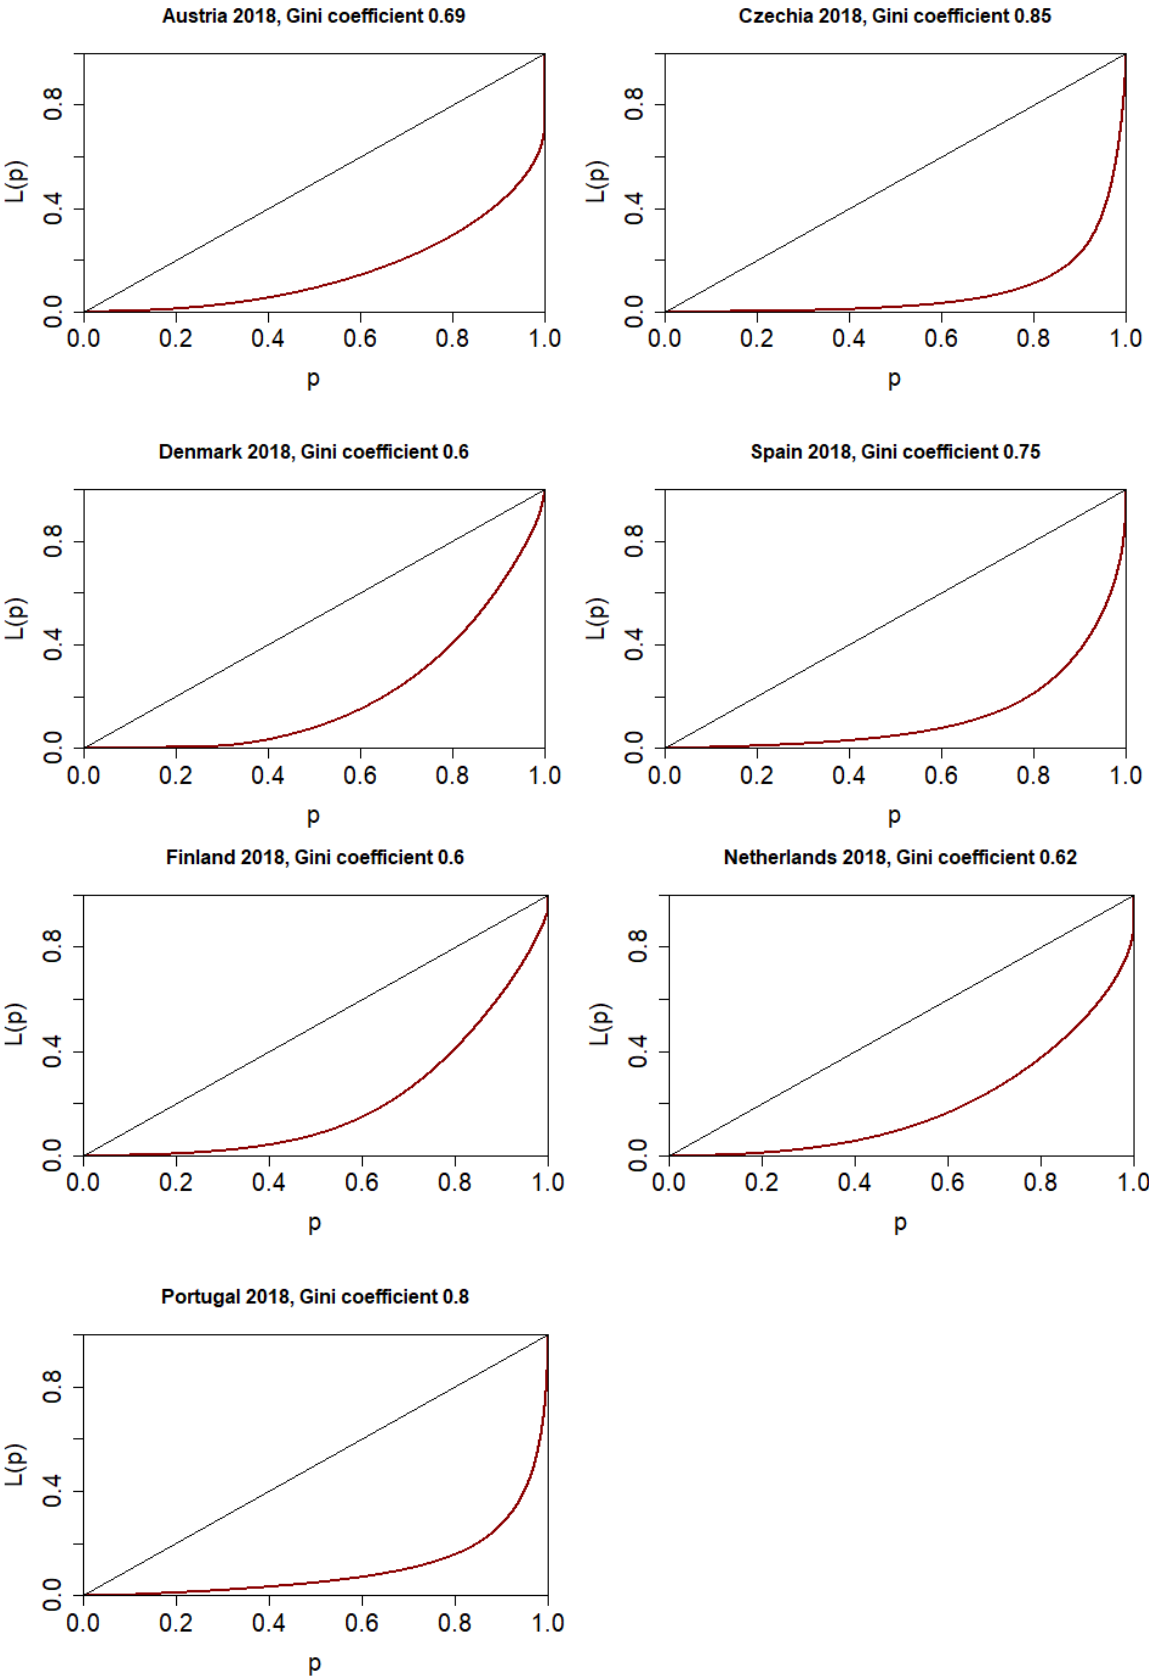 Austria 2018, Gini coefficient 0.69
L(p)
0.8
0.4
0.0
0.0 0.2 0.4 0.6 0.8 1.0
p
Czechia 2018, Gini coefficient 0.85
L(p)
0.8
0.4
0.0
0.0 0.2 0.4 0.6 0.8 1.0
p
Denmark 2018, Gini coefficient 0.6
L(p)
0.8
0.4
0.0
0.0 0.2 0.4 0.6 0.8 1.0
p
Spain 2018, Gini coefficient 0.75
L(p)
0.8
0.4
0.0
0.0 0.2 0.4 0.6 0.8 1.0
p
Finland 2018, Gini coefficient 0.6
L(p)
0.8
0.4
0.0
0.0 0.2 0.4 0.6 0.8 1.0
p
Netherlands 2018, Gini coefficient 0.62
L(p)
0.8
0.4
0.0
0.0 0.2 0.4 0.6 0.8 1.0
p
Portugal 2018, Gini coefficient 0.8
L(p)
0.8
0.4
0.0
0.0 0.2 0.4 0.6 0.8 1.0
p